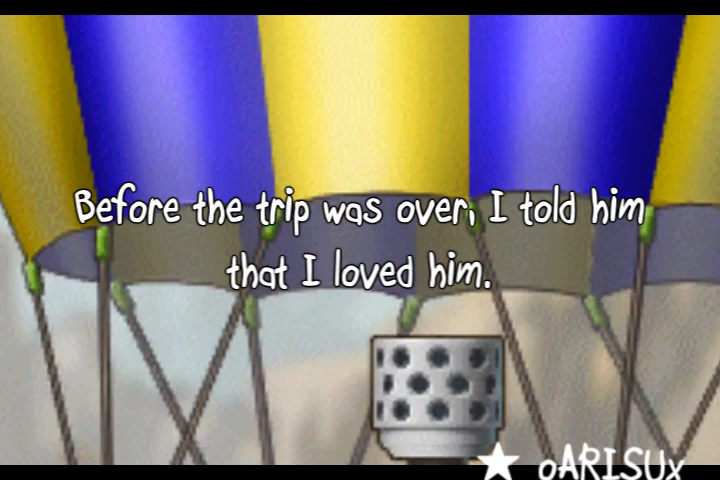 Before the trip was over, I told him
that I loved him.
★ oARISUx